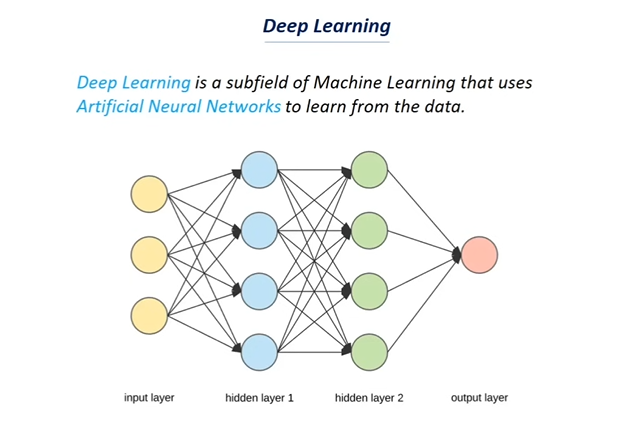 Deep Learning
Deep Learning is a subfield of Machine Learning that uses
Artificial Neural Networks to learn from the data.
input layer
hidden layer 1
hidden layer 2
output layer